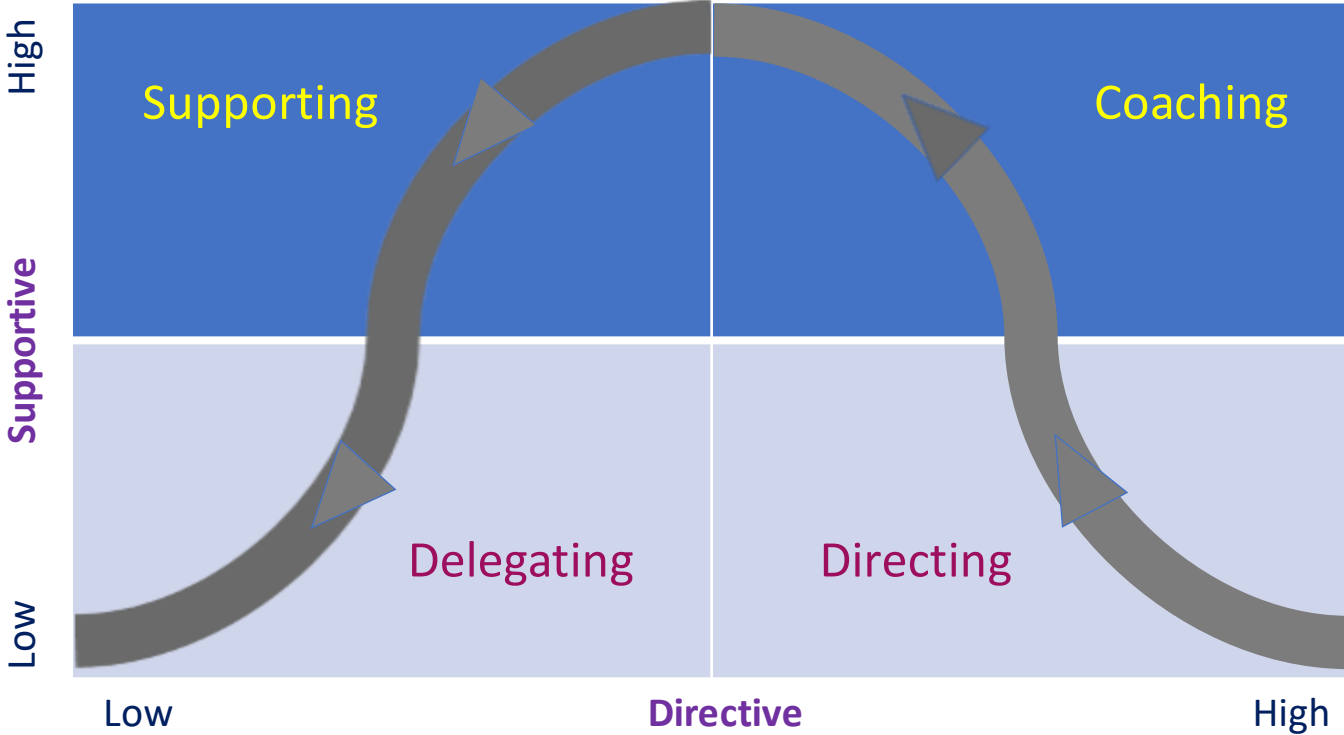 High
Supporting
Coaching
Supportive
Delegating
Directing
Low
Low
Directive
High